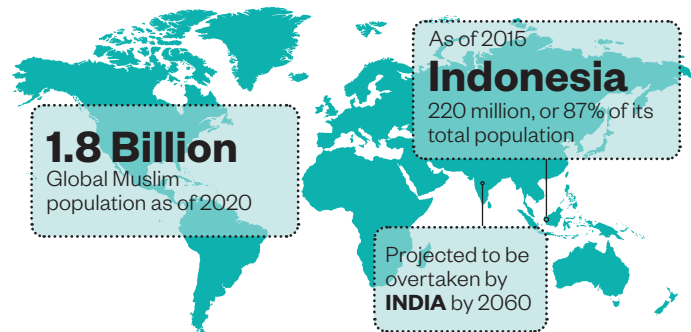 1.8 Billion
Global Muslim
population as of 2020
As of 2015
Indonesia
220 million, or 87% of its
total population
Projected to be
overtaken by
INDIA by 2060